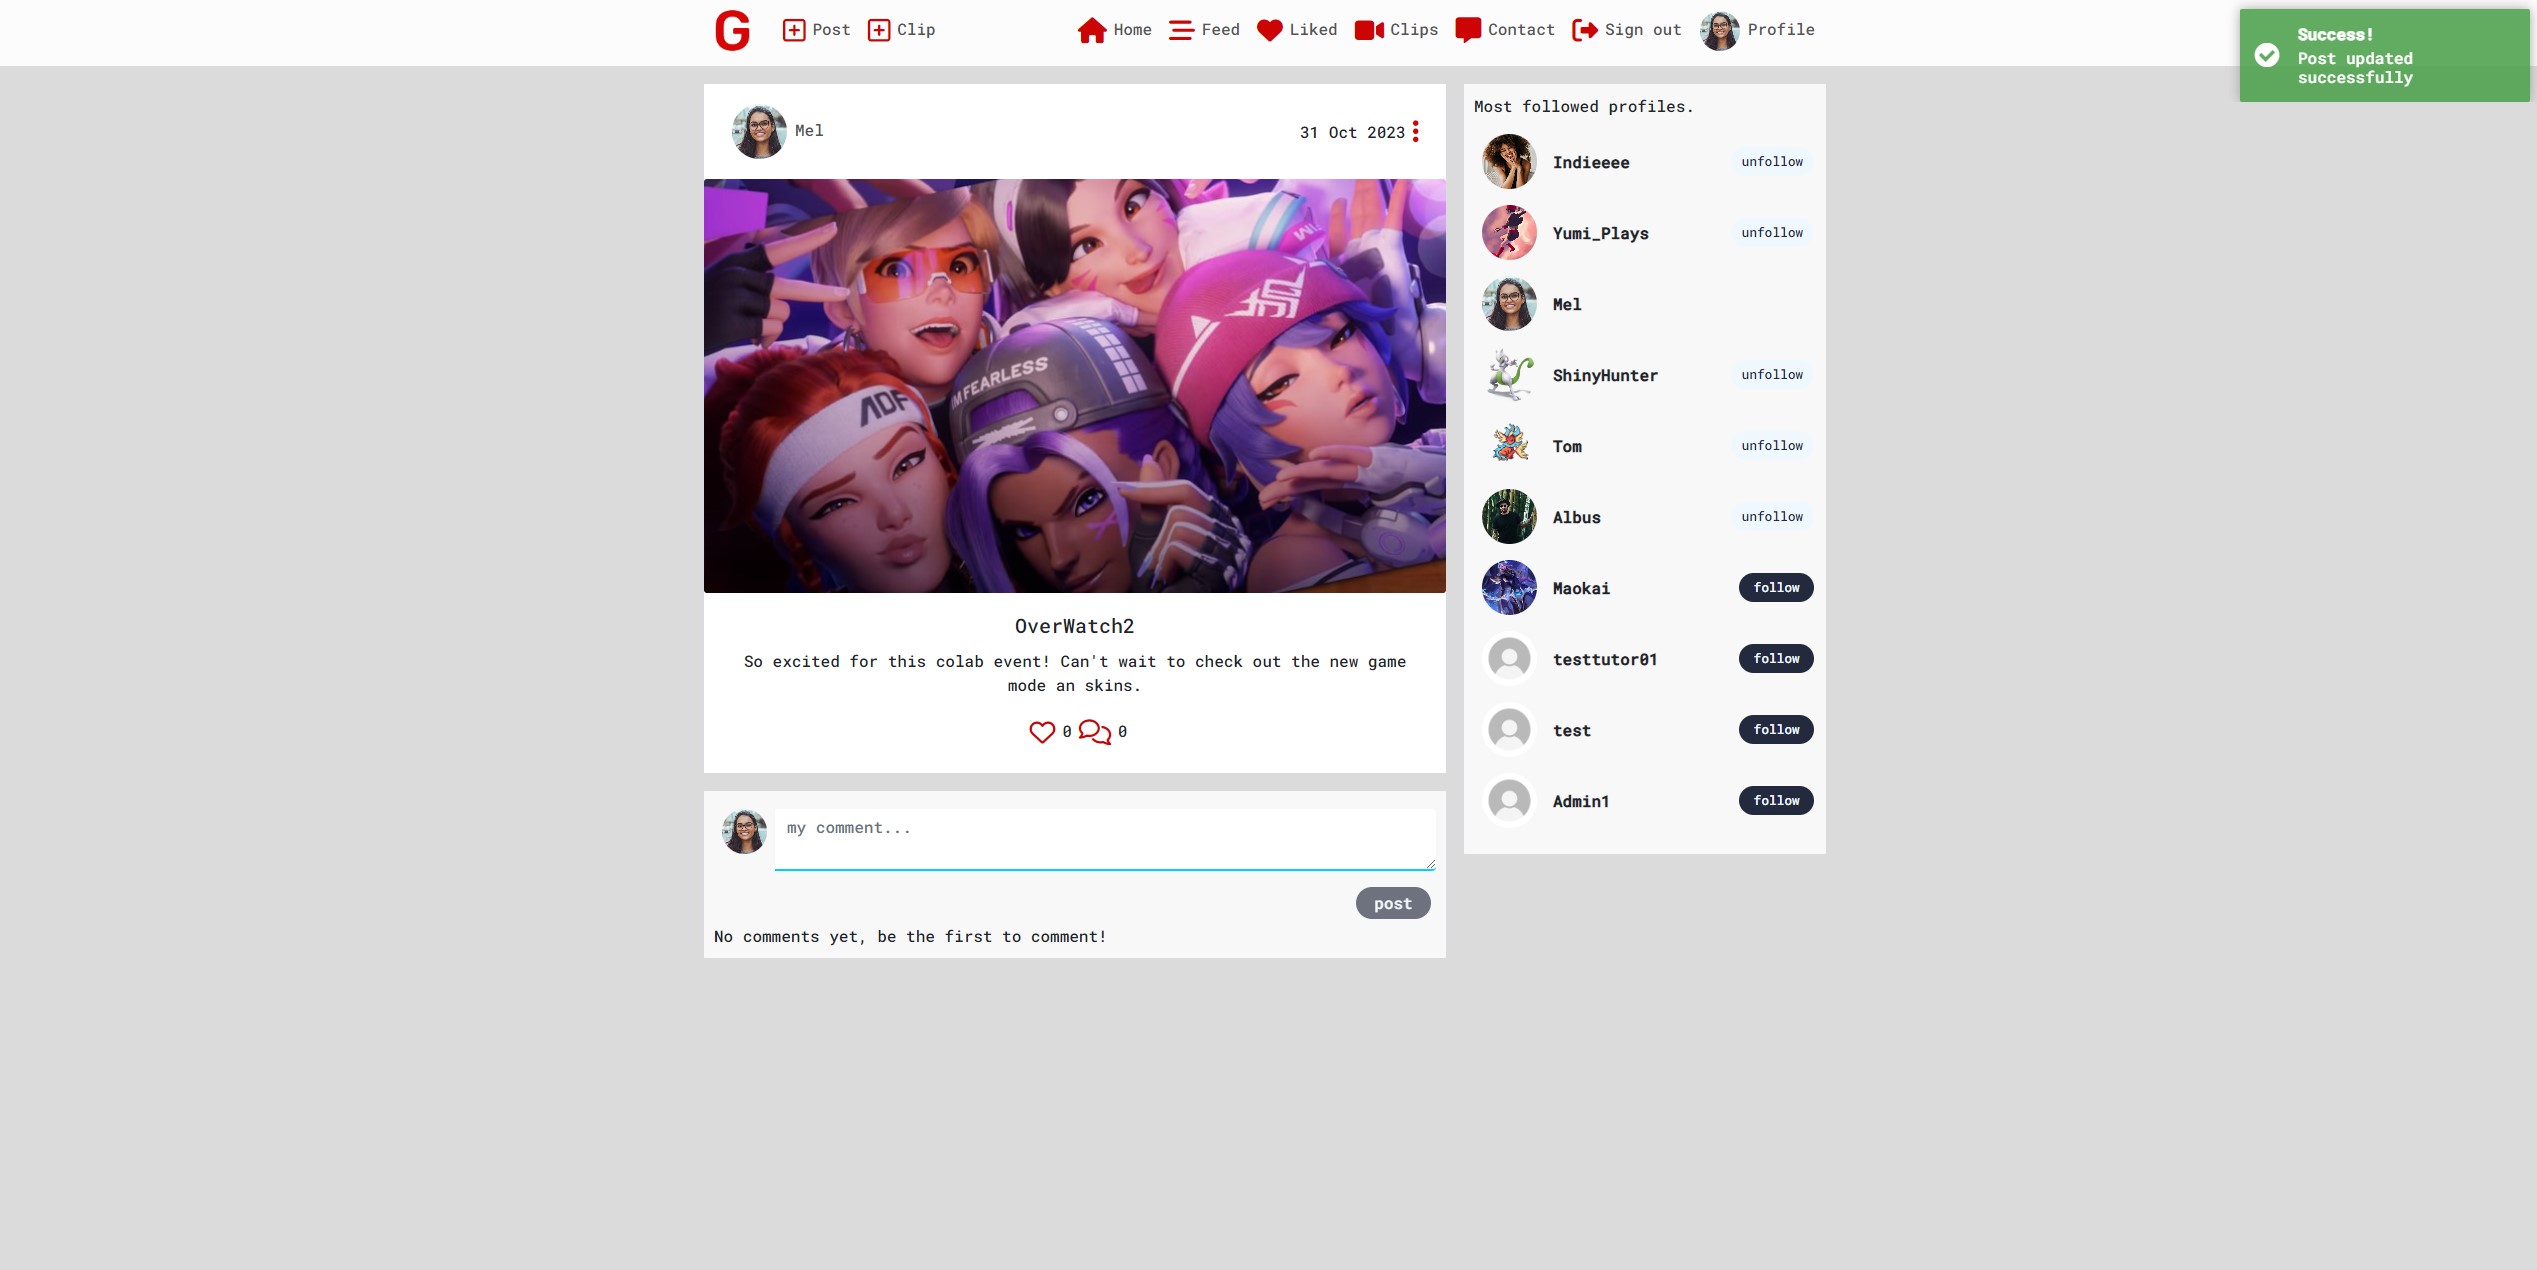 G
Post
Clip
Home
Feed
Liked
Clips
Contact
Sign out
Profile
Success!
Post updated
successfully
Mel
31 Oct 2023
I'M FEARLESS
ADF
OverWatch2
So excited for this colab event! Can't wait to check out the new game
mode an skins.
0
0
my comment...
post
No comments yet, be the first to comment!
Most followed profiles.
Indieeee
unfollow
Yumi_Plays
unfollow
Mel
ShinyHunter
unfollow
Tom
unfollow
Albus
unfollow
Maokai
follow
testtutor01
follow
test
follow
Admin1
follow